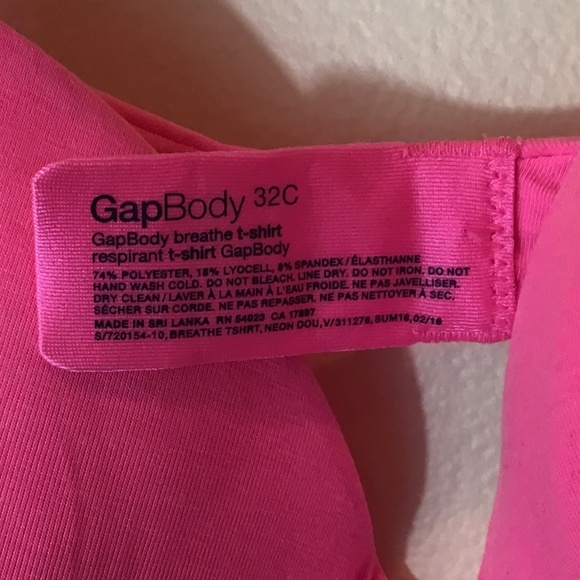 GapBody 32C
GapBody breathe t-shirt
respirant t-shirt GapBody
74% POLYESTER, 18% LYOCELL, 8% SPANDEX/ÉLASTHANNE
HAND WASH COLD. DO NOT BLEACH. LINE DRY. DO NOT IRON. DO NOT
DRY CLEAN / LAVER À LA MAIN À L'EAU FROIDE. NE PAS JAVELLISER.
SÉCHER SUR CORDE. NE PAS REPASSER. NE PAS NETTOYER À SEC.
MADE IN SRI LANKA RN 54023 CA 17897
S/720154-10, BREATHE TSHRT, NEON DOU, V/311276, SUM16, 02/16